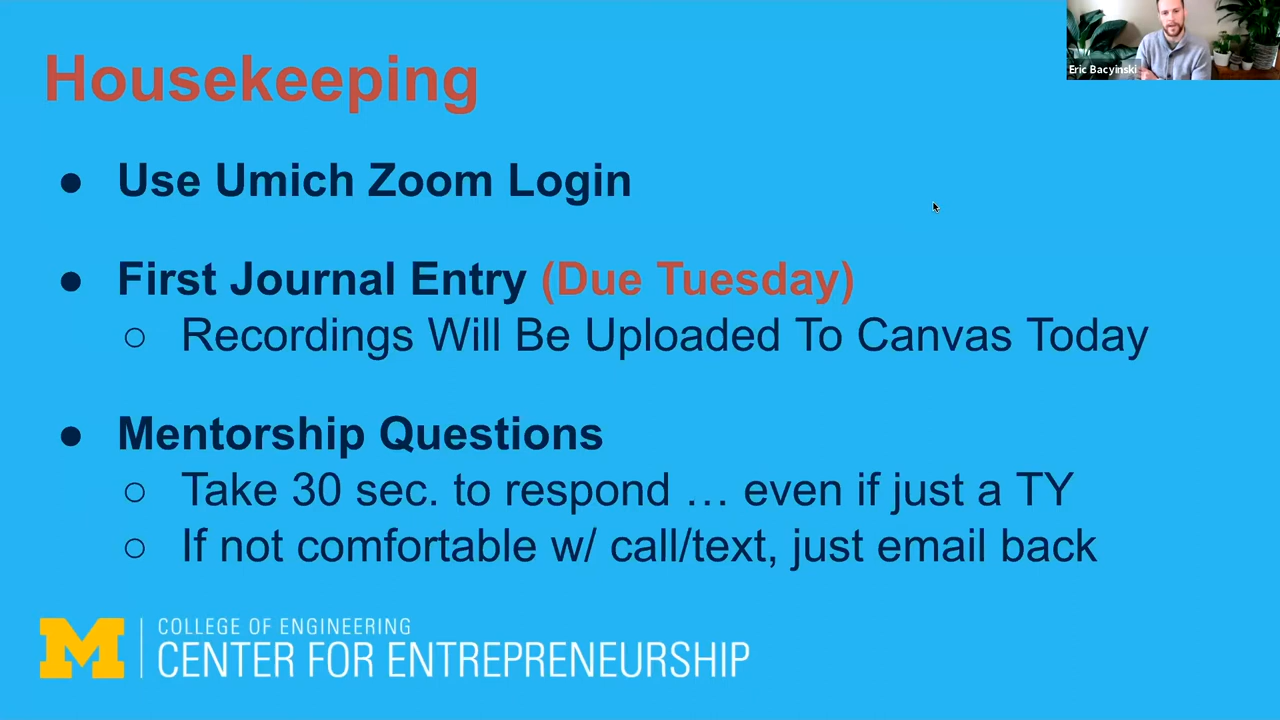 Housekeeping
Eric Bacyinski
● Use Umich Zoom Login
● First Journal Entry (Due Tuesday)
○ Recordings Will Be Uploaded To Canvas Today
● Mentorship Questions
○ Take 30 sec. to respond … even if just a TY
○ If not comfortable w/ call/text, just email back
M
COLLEGE OF ENGINEERING
CENTER FOR ENTREPRENEURSHIP